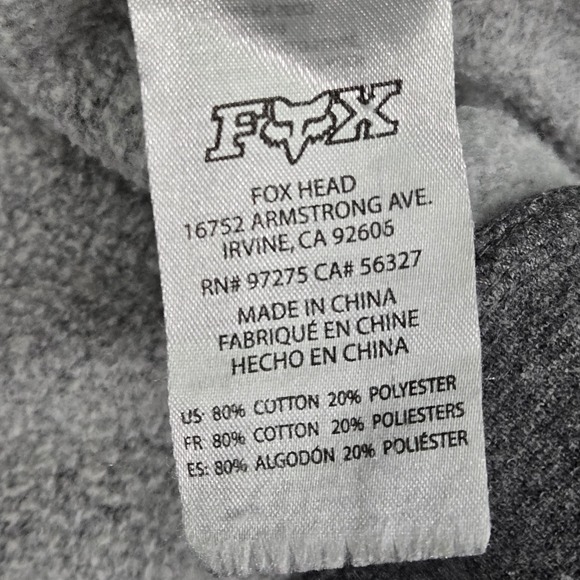 FOX
FOX HEAD
16752 ARMSTRONG AVE.
IRVINE, CA 92606
RN# 97275 CA# 56327
MADE IN CHINA
FABRIQUÉ EN CHINE
HECHO EN CHINA
US: 80% COTTON 20% POLYESTER
FR 80% COTTON 20% POLIESTERS
ES: 80% ALGODÓN 20% POLIÉSTER